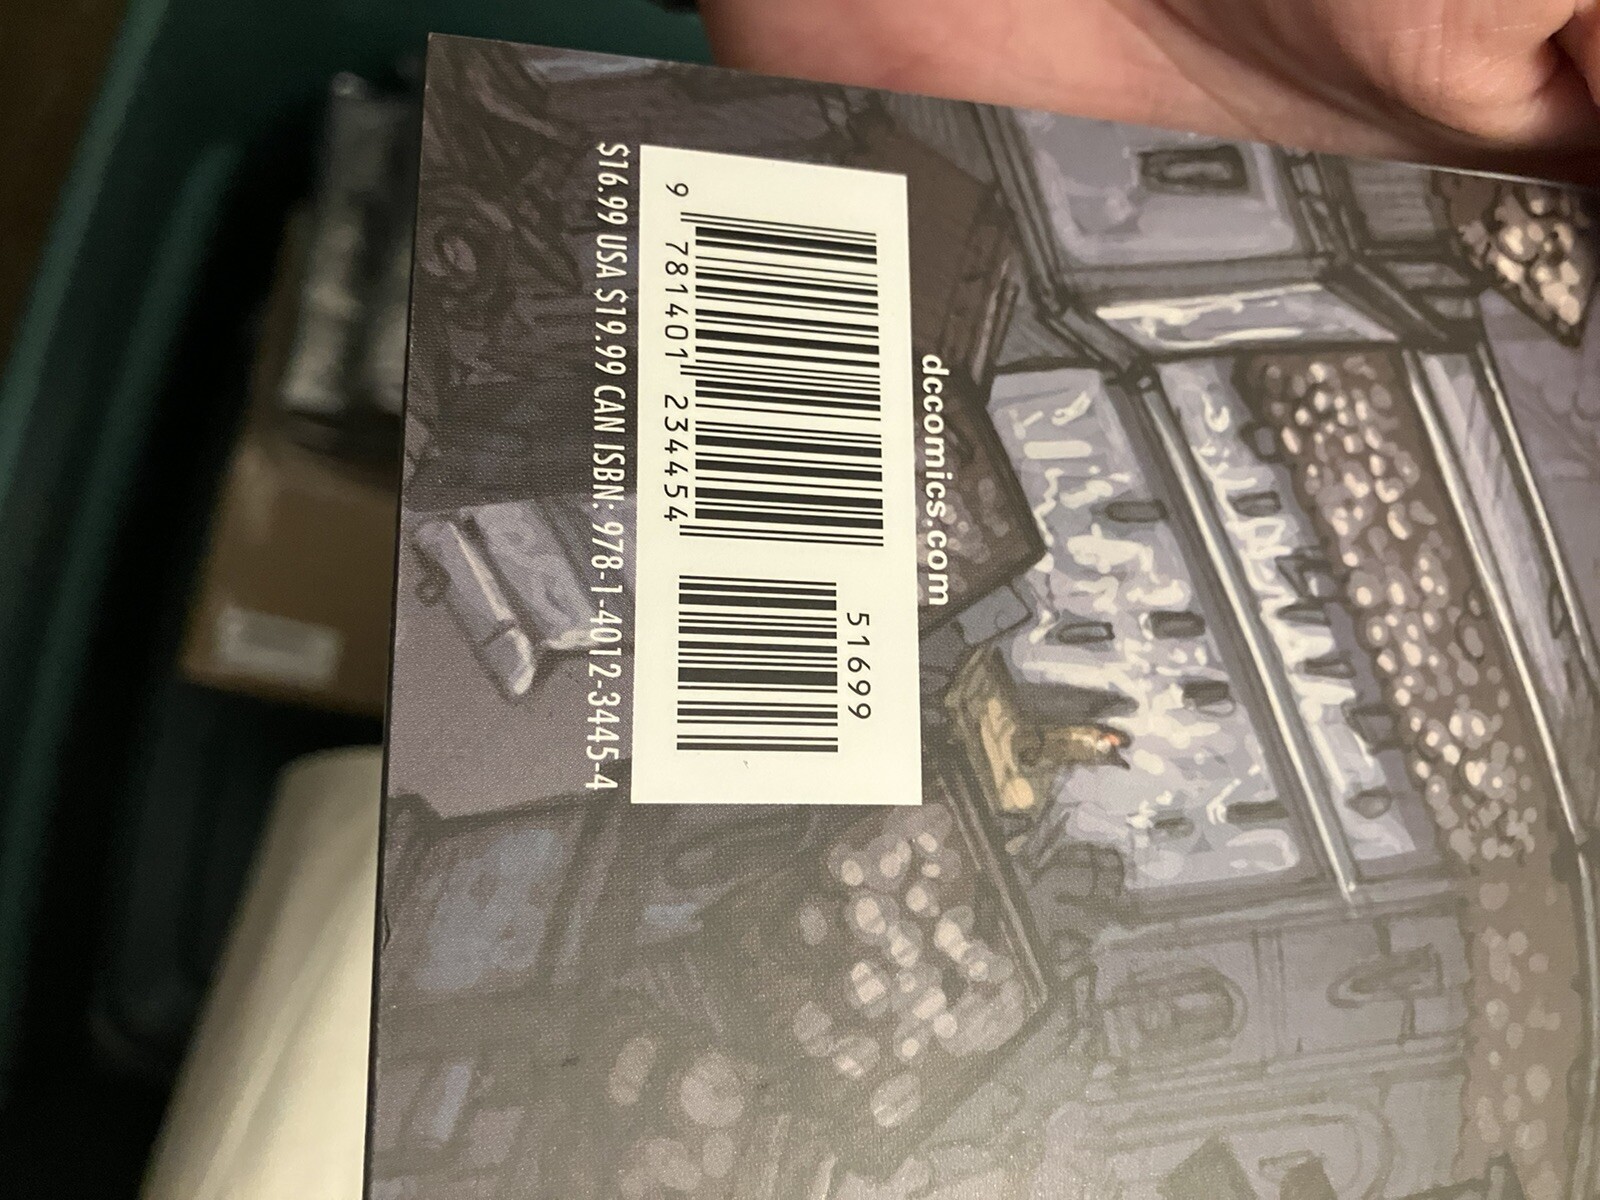 dccomics.com
51699
9 781401 234454
$16.99 USA $19.99 CAN ISBN: 978-1-4012-3445-4